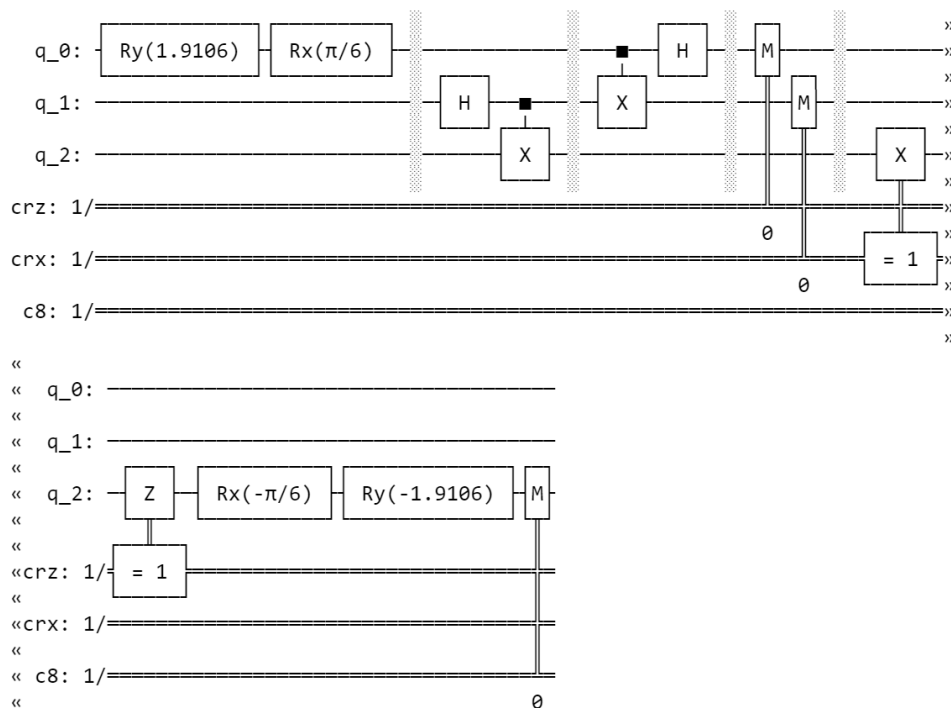 »
q_0: Ry(1.9106) Rx(π/6) ■ H M »
»
q_1: H ■ X M »
»
q_2: X X »
»
crz: 1/ »
0 »
crx: 1/ = 1 »
0 »
c8: 1/ »
»
«
« q_0:
«
« q_1:
«
« q_2: Z Rx(-π/6) Ry(-1.9106) M
«
«
«crz: 1/ = 1
«
«crx: 1/
«
« c8: 1/
« 0